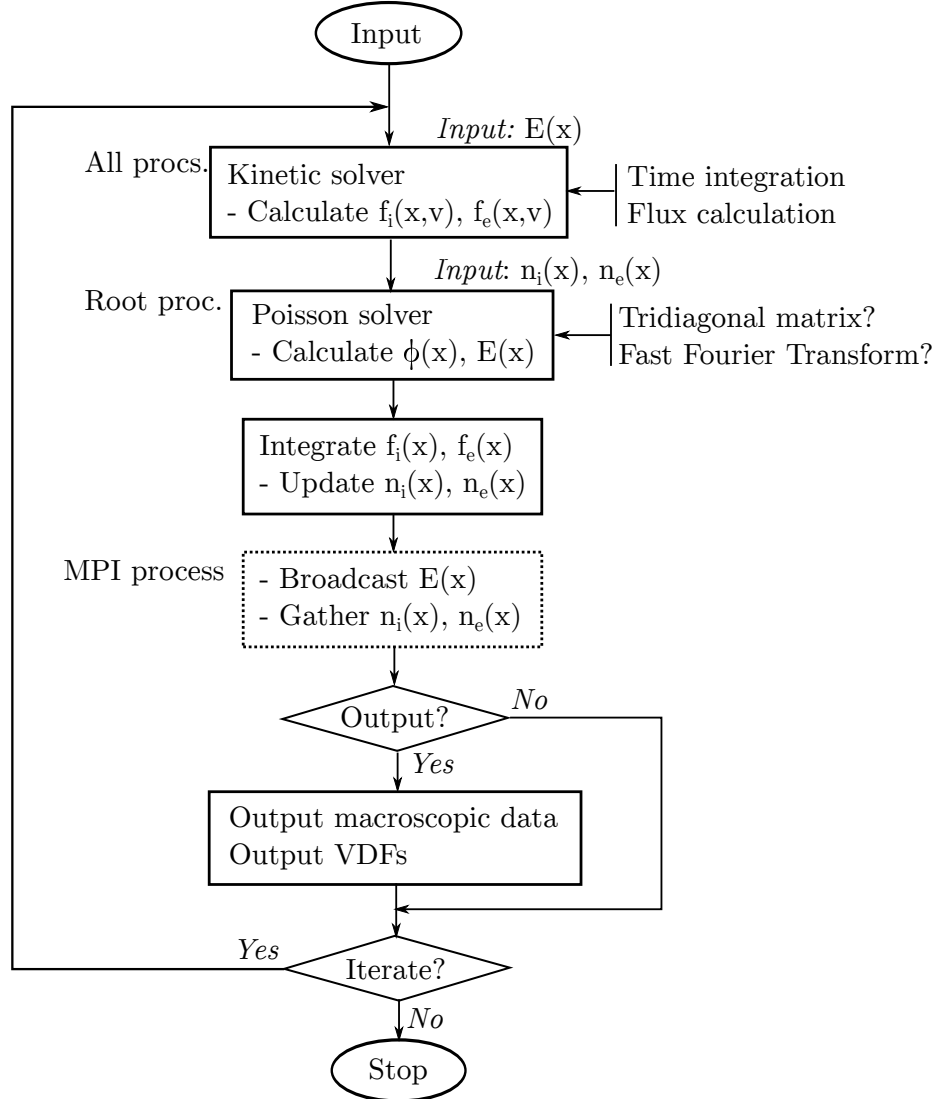 Input
Input: E(x)
All procs.
Kinetic solver
- Calculate fᵢ(x,v), fₑ(x,v)
Time integration
Flux calculation
Input: nᵢ(x), nₑ(x)
Root proc.
Poisson solver
- Calculate ϕ(x), E(x)
Tridiagonal matrix?
Fast Fourier Transform?
Integrate fᵢ(x), fₑ(x)
- Update nᵢ(x), nₑ(x)
MPI process
- Broadcast E(x)
- Gather nᵢ(x), nₑ(x)
Output?
No
Yes
Output macroscopic data
Output VDFs
Yes
Iterate?
No
Stop